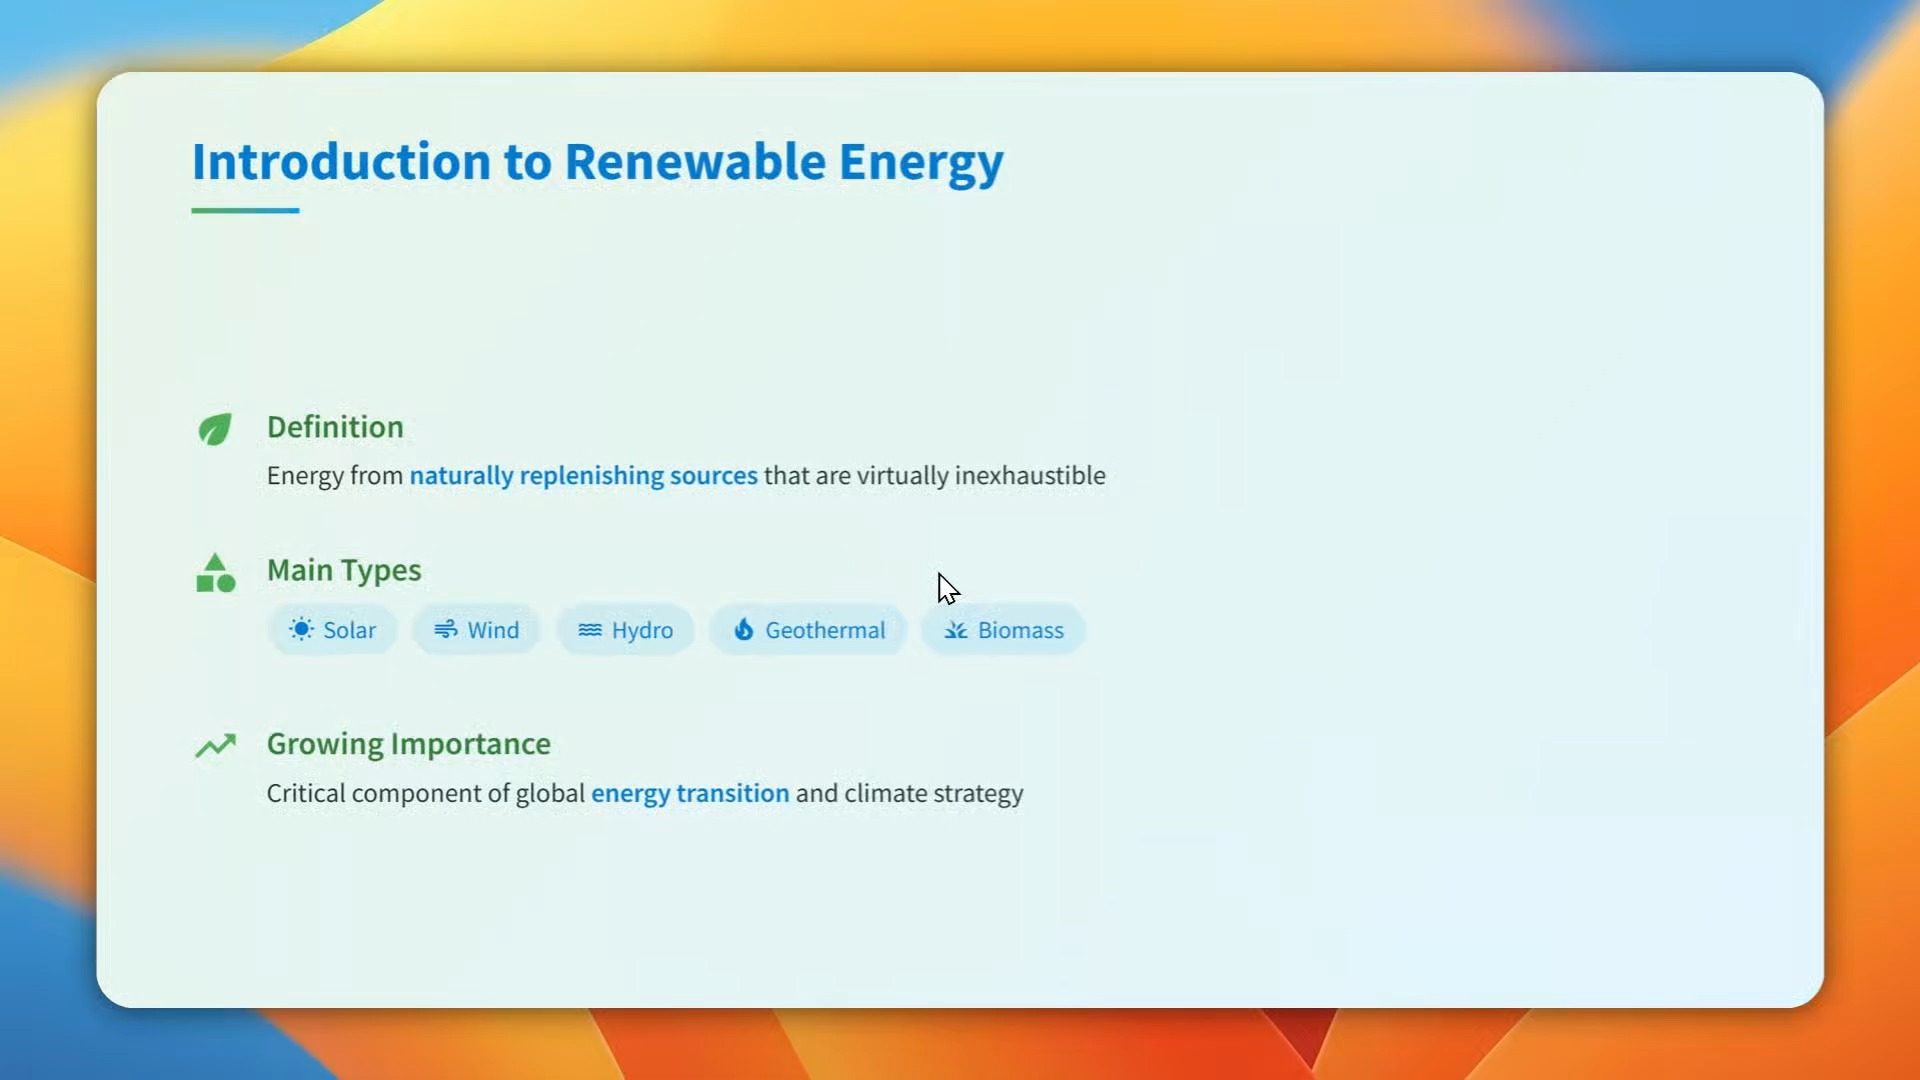 Introduction to Renewable Energy
Definition
Energy from naturally replenishing sources that are virtually inexhaustible
Main Types
Solar Wind Hydro Geothermal Biomass
Growing Importance
Critical component of global energy transition and climate strategy